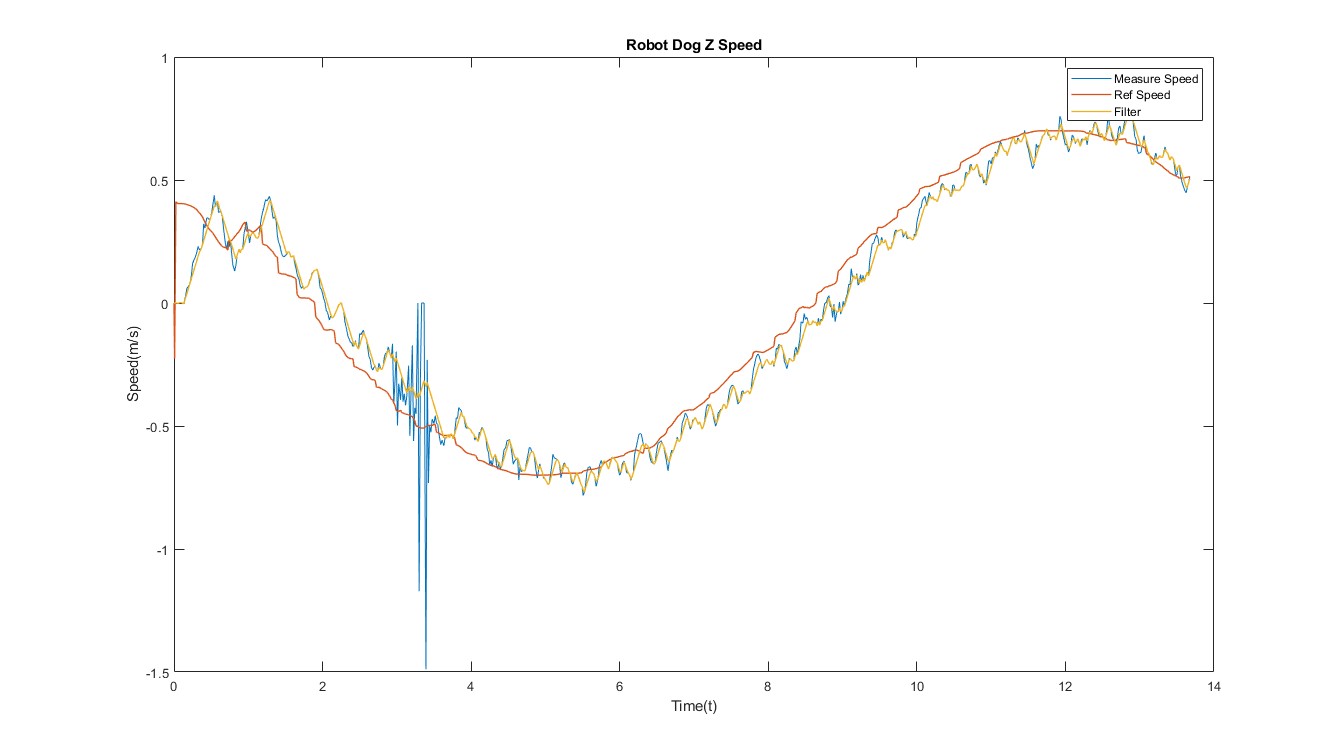 Robot Dog Z Speed
Measure Speed
Ref Speed
Filter
1
0.5
0
-0.5
-1
-1.5
Speed(m/s)
0 2 4 6 8 10 12 14
Time(t)